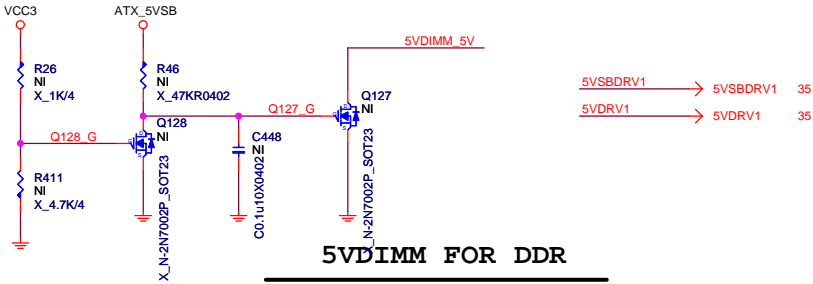 VCC3
ATX_5VSB
5VDIMM_5V
R26
NI
X_1K/4
R46
NI
X_47KR0402
Q127
NI
Q127_G
5VSBDRV1
5VSBDRV1 35
5VDRV1
5VDRV1 35
Q128
NI
Q128_G
C448
NI
C0.1u10X0402
R411
NI
X_4.7K/4
X_N-2N7002P_SOT23
X_N-2N7002P_SOT23
5VDIMM FOR DDR